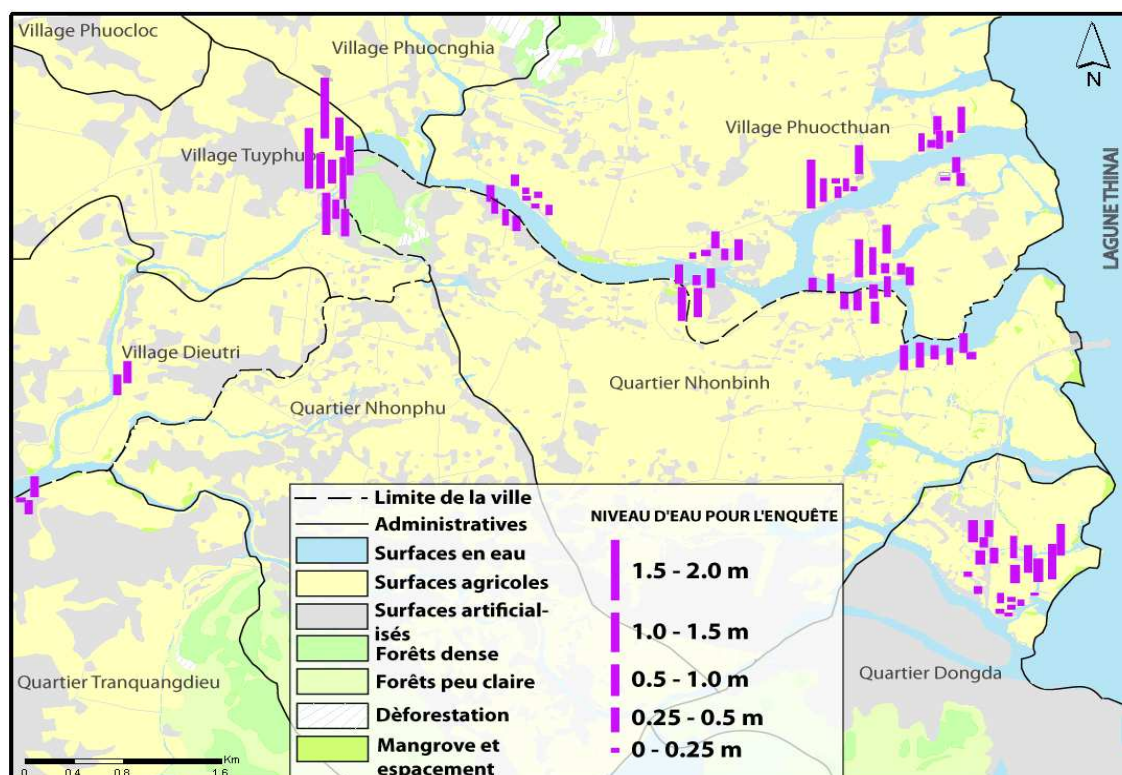 Village Phuocloc
Village Phuocnghia
N
Village Phuocthuan
Village Tuyphuo
LAGUNE THINAI
Village Dieutri
Quartier Nhonphu
Quartier Nhonbinh
Quartier Tranquangdieu
Quartier Dongda
Limite de la ville
Administratives
Surfaces en eau
Surfaces agricoles
Surfaces artificial-
isés
Forêts dense
Forêts peu claire
Dèforestation
Mangrove et
espacement
NIVEAU D'EAU POUR L'ENQUÊTE
1.5 - 2.0 m
1.0 - 1.5 m
0.5 - 1.0 m
0.25 - 0.5 m
0 - 0.25 m
Km
0 0.4 0.8 1.6